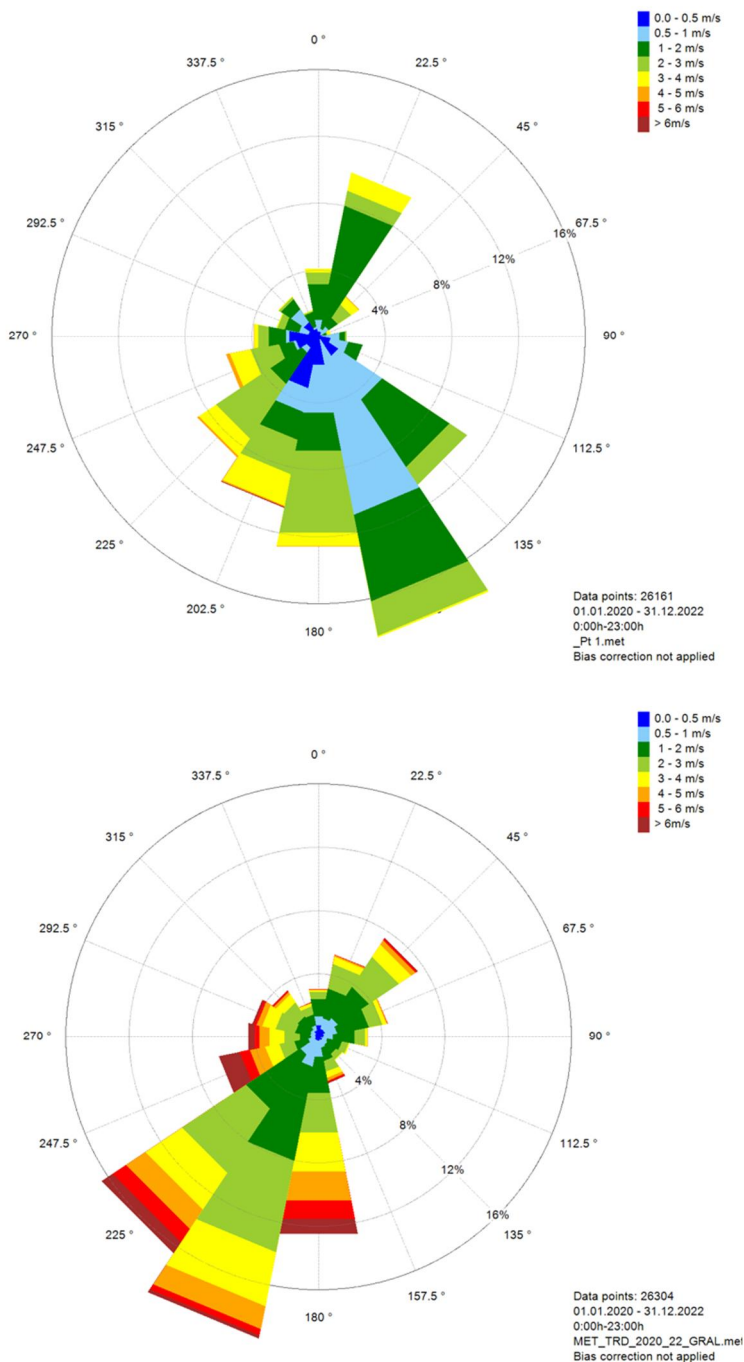 0.0 - 0.5 m/s
0.5 - 1 m/s
1 - 2 m/s
2 - 3 m/s
3 - 4 m/s
4 - 5 m/s
5 - 6 m/s
> 6m/s
0 °
22.5 °
45 °
67.5 °
90 °
112.5 °
135 °
180 °
202.5 °
225 °
247.5 °
270 °
292.5 °
315 °
337.5 °
4%
8%
12%
16%
Data points: 26161
01.01.2020 - 31.12.2022
0:00h-23:00h
_Pt 1.met
Bias correction not applied
0.0 - 0.5 m/s
0.5 - 1 m/s
1 - 2 m/s
2 - 3 m/s
3 - 4 m/s
4 - 5 m/s
5 - 6 m/s
> 6m/s
0 °
22.5 °
45 °
67.5 °
90 °
112.5 °
135 °
157.5 °
180 °
225 °
247.5 °
270 °
292.5 °
315 °
337.5 °
4%
8%
12%
16%
Data points: 26304
01.01.2020 - 31.12.2022
0:00h-23:00h
MET_TRD_2020_22_GRAL.met
Bias correction not applied